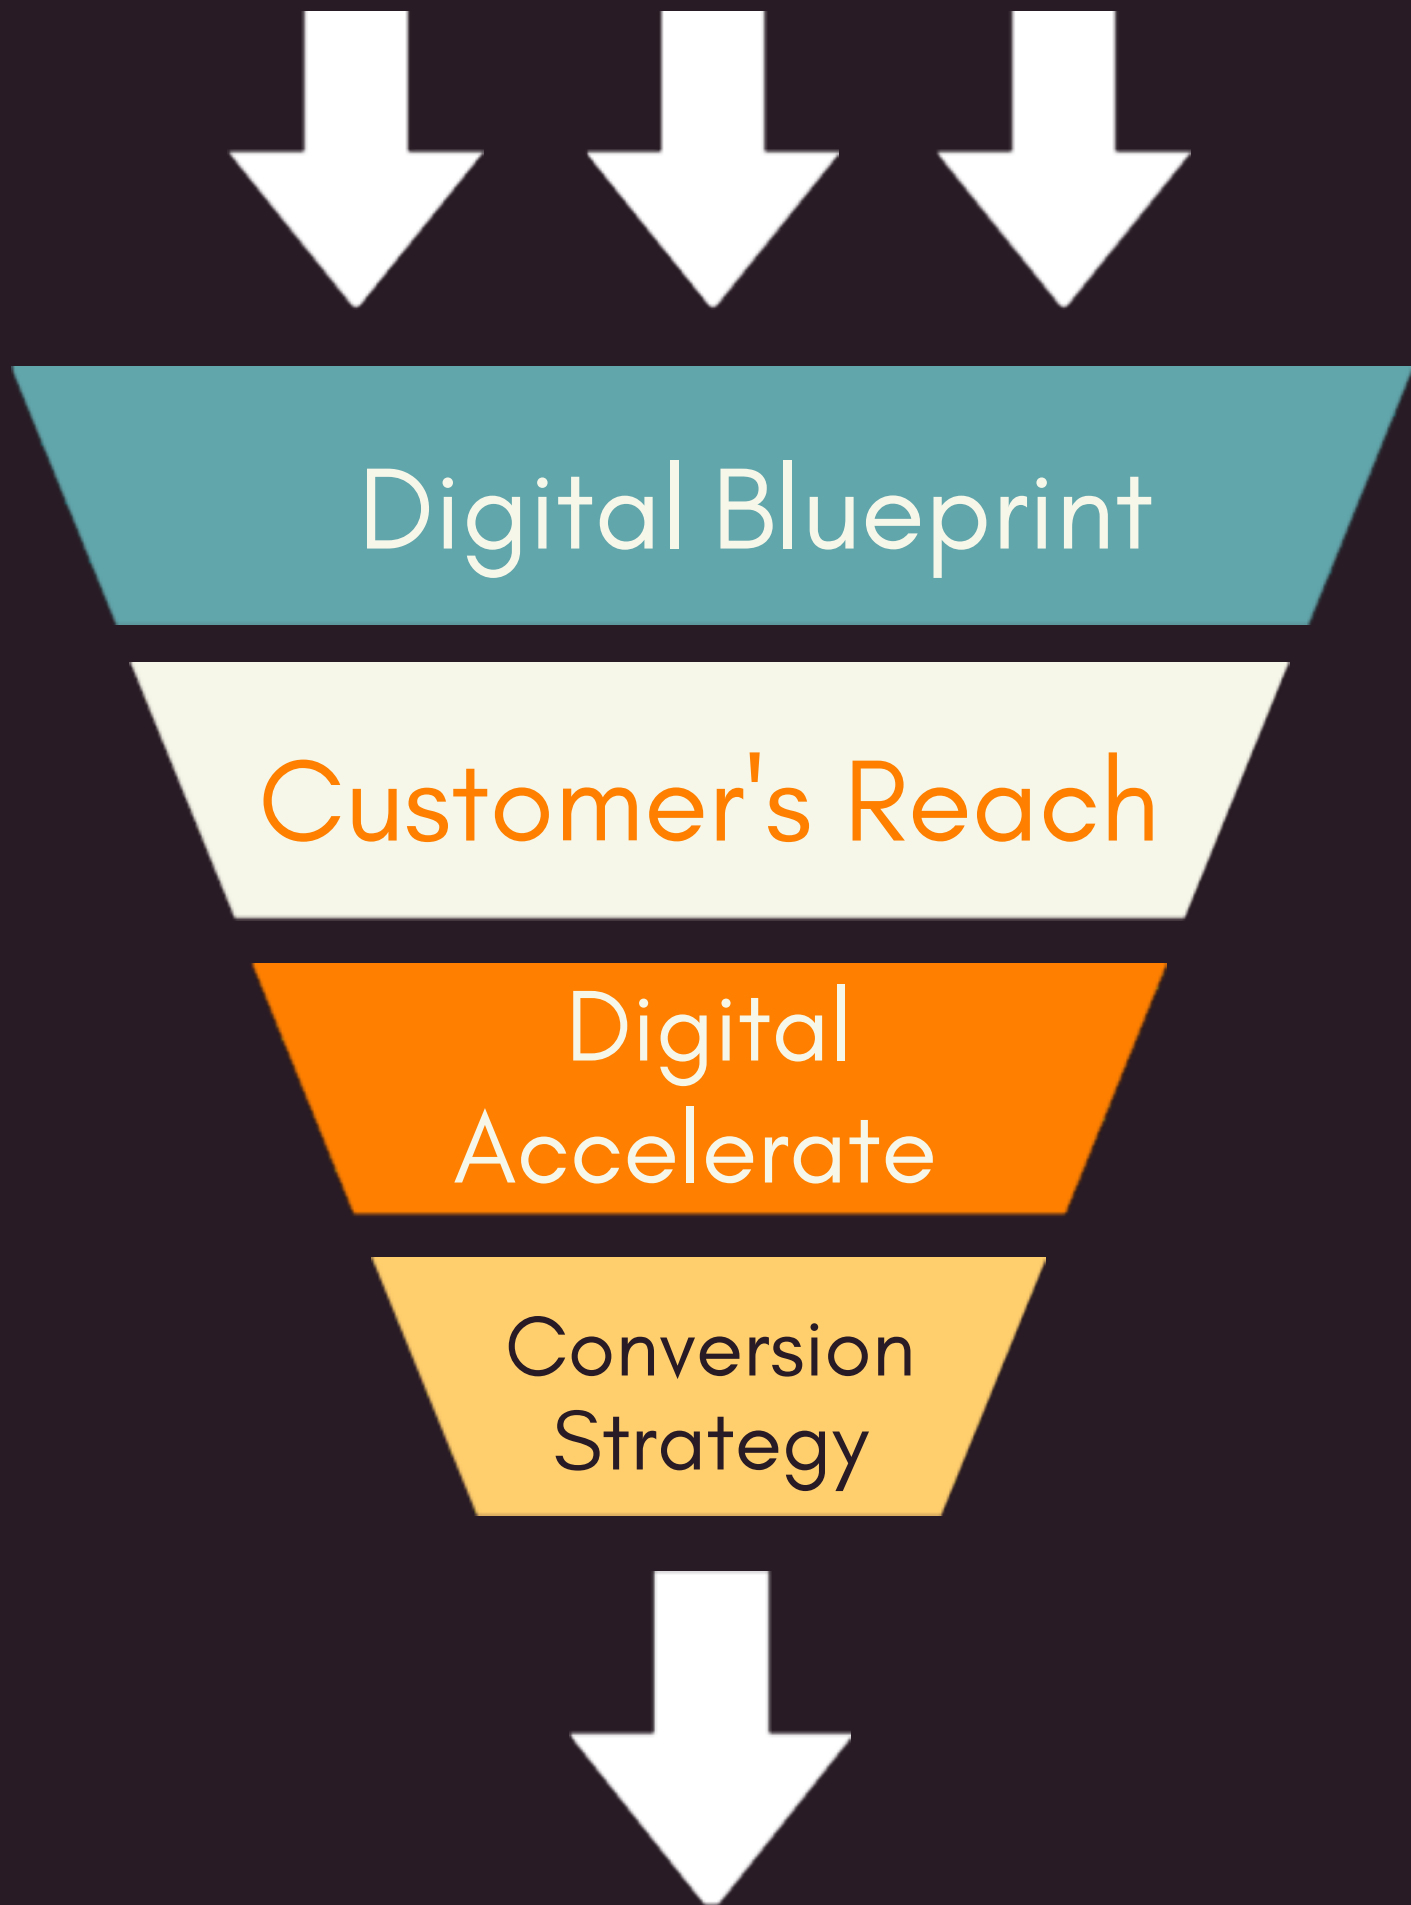 Digital Blueprint
Customer's Reach
Digital
Accelerate
Conversion
Strategy